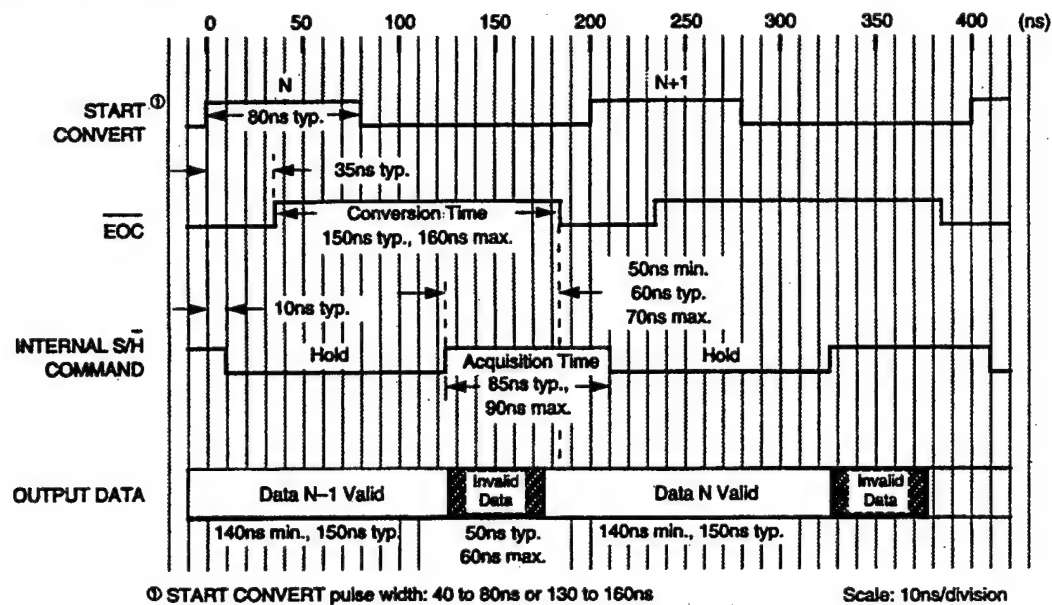 0 50 100 150 200 250 300 350 400 (ns)
N N+1
START ①
CONVERT
80ns typ.
35ns typ.
EOC
Conversion Time
150ns typ., 160ns max.
50ns min.
60ns typ.
70ns max.
10ns typ.
INTERNAL S/H
COMMAND
Hold
Acquisition Time
85ns typ.,
90ns max.
Hold
OUTPUT DATA
Data N–1 Valid
Invalid
Data
Data N Valid
Invalid
Data
140ns min., 150ns typ.
50ns typ.
60ns max.
140ns min., 150ns typ.
① START CONVERT pulse width: 40 to 80ns or 130 to 160ns
Scale: 10ns/division